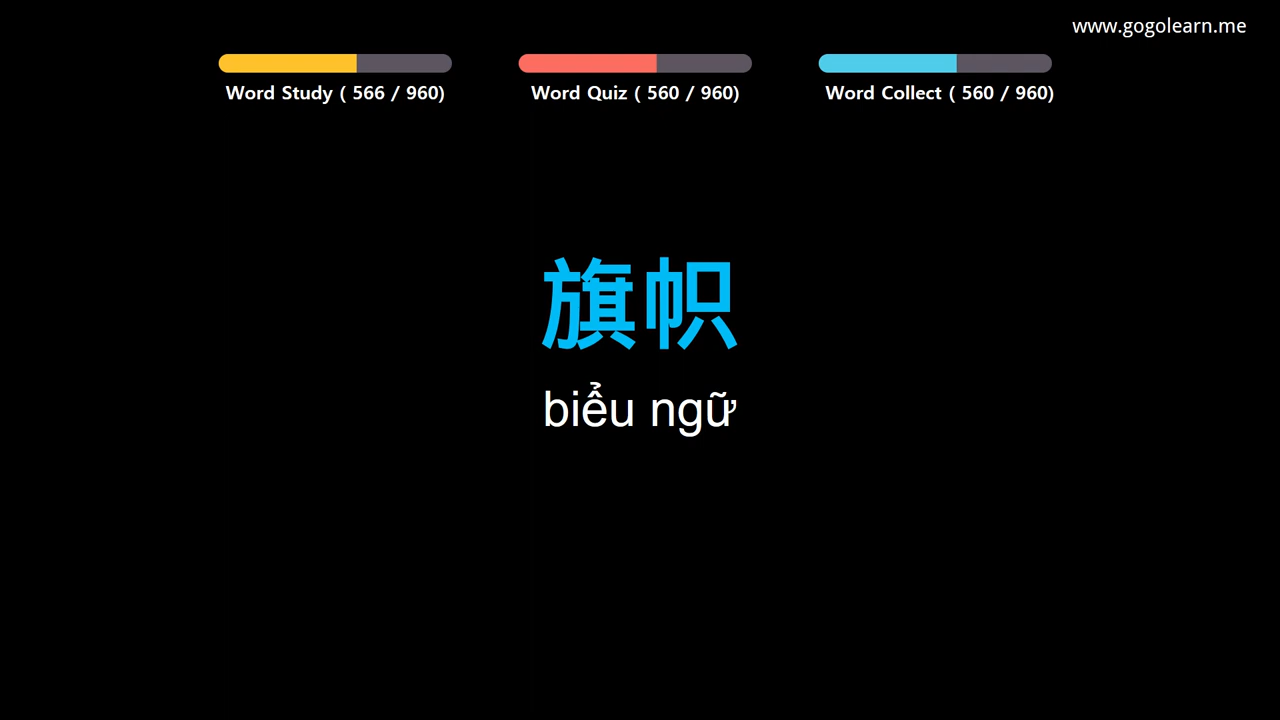 www.gogolearn.me
Word Study ( 566 / 960)
Word Quiz ( 560 / 960)
Word Collect ( 560 / 960)
旗帜
biểu ngữ